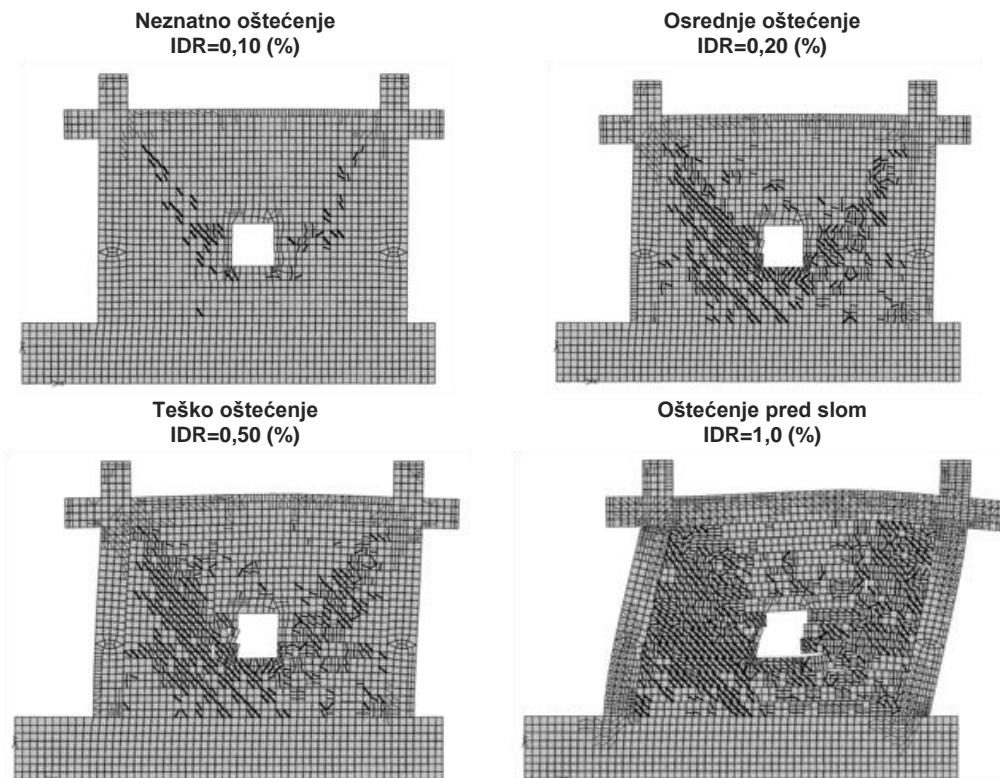 Neznatno oštećenje
IDR=0,10 (%)
Osrednje oštećenje
IDR=0,20 (%)
Teško oštećenje
IDR=0,50 (%)
Oštećenje pred slom
IDR=1,0 (%)